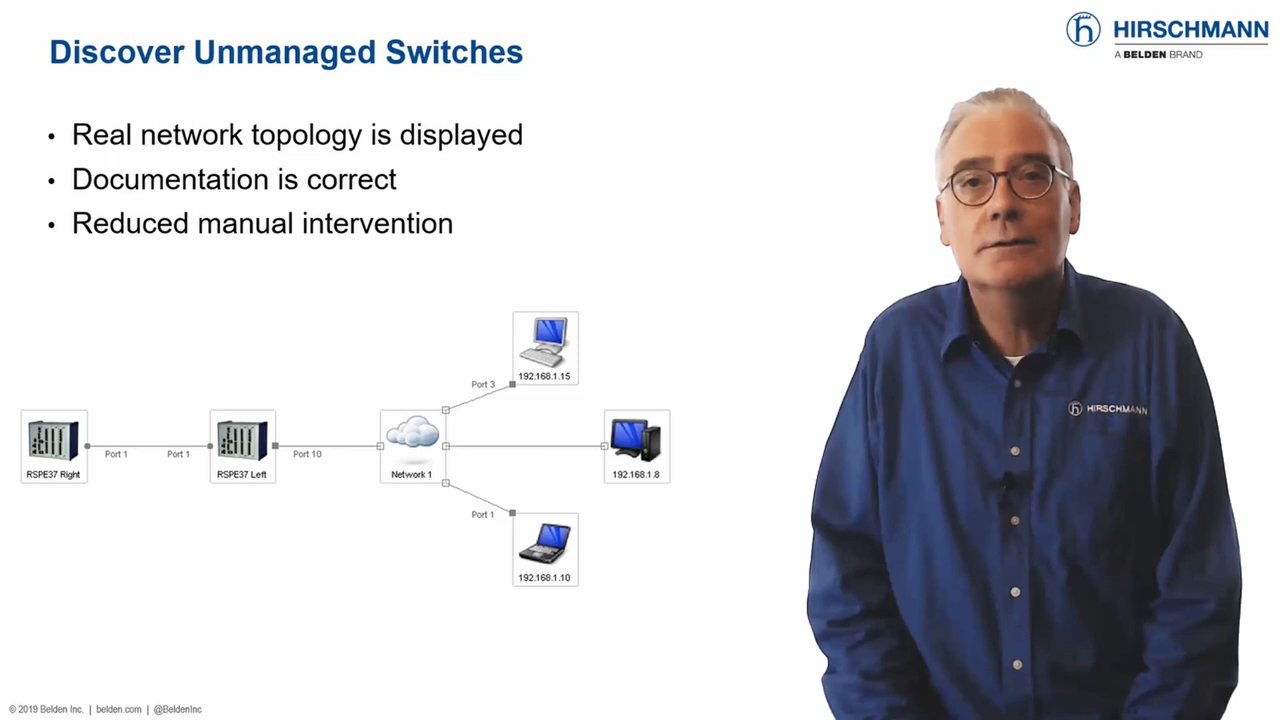 Discover Unmanaged Switches
HIRSCHMANN
A BELDEN BRAND
• Real network topology is displayed
• Documentation is correct
• Reduced manual intervention
192.168.1.15
Port 3
RSPE37 Right
Port 1
Port 1
RSPE37 Left
Port 10
Network 1
192.168.1.8
Port 1
192.168.1.10
HIRSCHMANN
© 2019 Belden Inc. | belden.com | @BeldenInc